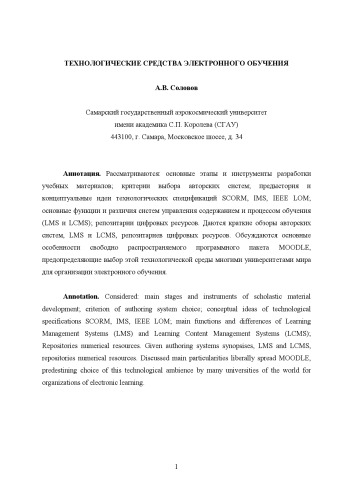 ТЕХНОЛОГИЧЕСКИЕ СРЕДСТВА ЭЛЕКТРОННОГО ОБУЧЕНИЯ
А.В. Соловов
Самарский государственный аэрокосмический университет
имени академика С.П. Королева (СГАУ)
443100, г. Самара, Московское шоссе, д. 34
Аннотация. Рассматриваются: основные этапы и инструменты разработки
учебных материалов; критерии выбора авторских систем, предыстория и
концептуальные идеи технологических спецификаций SCORM, IMS, IEEE LOM;
основные функции и различия систем управления содержанием и процессом обучения
(LMS и LCMS); репозитарии цифровых ресурсов. Даются краткие обзоры авторских
систем, LMS и LCMS, репозитариев цифровых ресурсов. Обсуждаются основные
особенности свободно распространяемого программного пакета MOODLE,
предопределяющие выбор этой технологической среды многими университетами мира
для организации электронного обучения.
Annotation. Considered: main stages and instruments of scholastic material
development; criterion of authoring system choice; conceptual ideas of technological
specifications SCORM, IMS, IEEE LOM; main functions and differences of Learning
Management Systems (LMS) and Learning Content Management Systems (LCMS);
Repositories numerical resources. Given authoring systems synopsises, LMS and LCMS,
repositories numerical resources. Discussed main particularities liberally spread MOODLE,
predestining choice of this technological ambience by many universities of the world for
organizations of electronic learning.
1